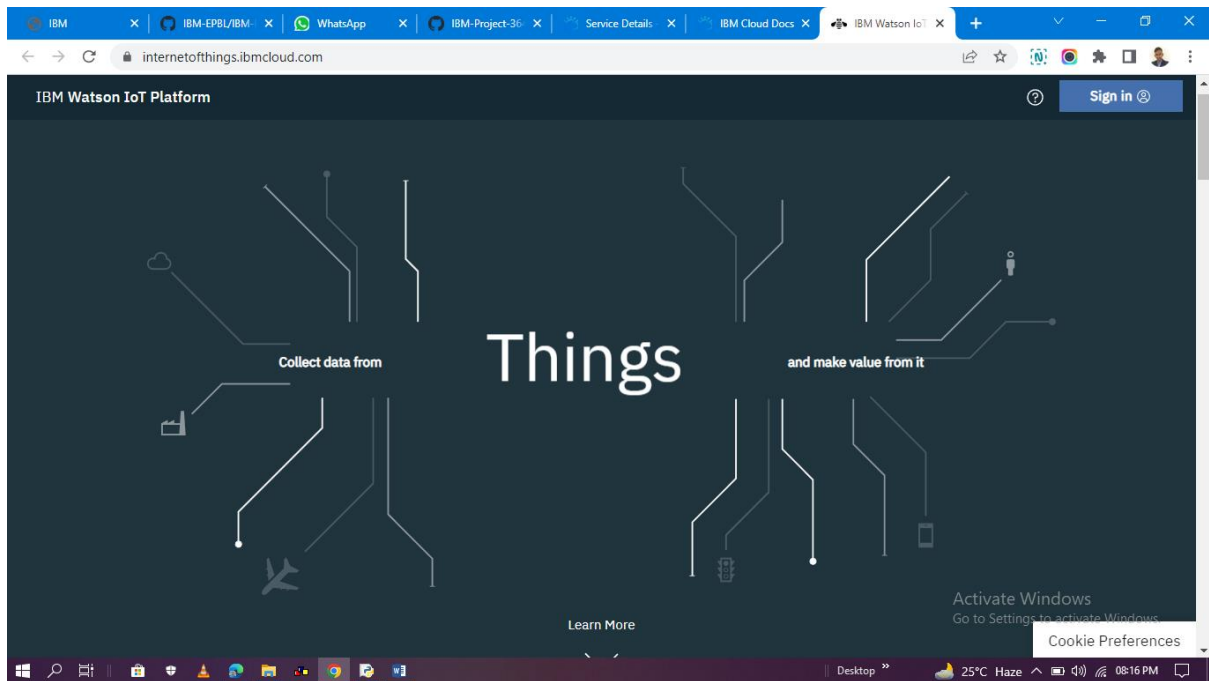 IBM
IBM-EPBL/IBM-
WhatsApp
IBM-Project-36
Service Details
IBM Cloud Docs
IBM Watson IoT
internetofthings.ibmcloud.com
IBM Watson IoT Platform
Sign in
Collect data from
Things
and make value from it
Learn More
Activate Windows
Go to Settings to activate Windows.
Cookie Preferences
Desktop
25°C Haze
08:16 PM